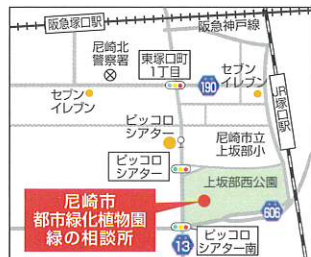 阪急塚口駅
阪急神戸線
尼崎北
警察署
東塚口町
1丁目
セブン
イレブン
190
セブン
イレブン
JR塚口駅
ピッコロ
シアター
尼崎市立
上坂部小
ピッコロ
シアター
上坂部西公園
尼崎市
都市緑化植物園
緑の相談所
606
13
ピッコロ
シアター南